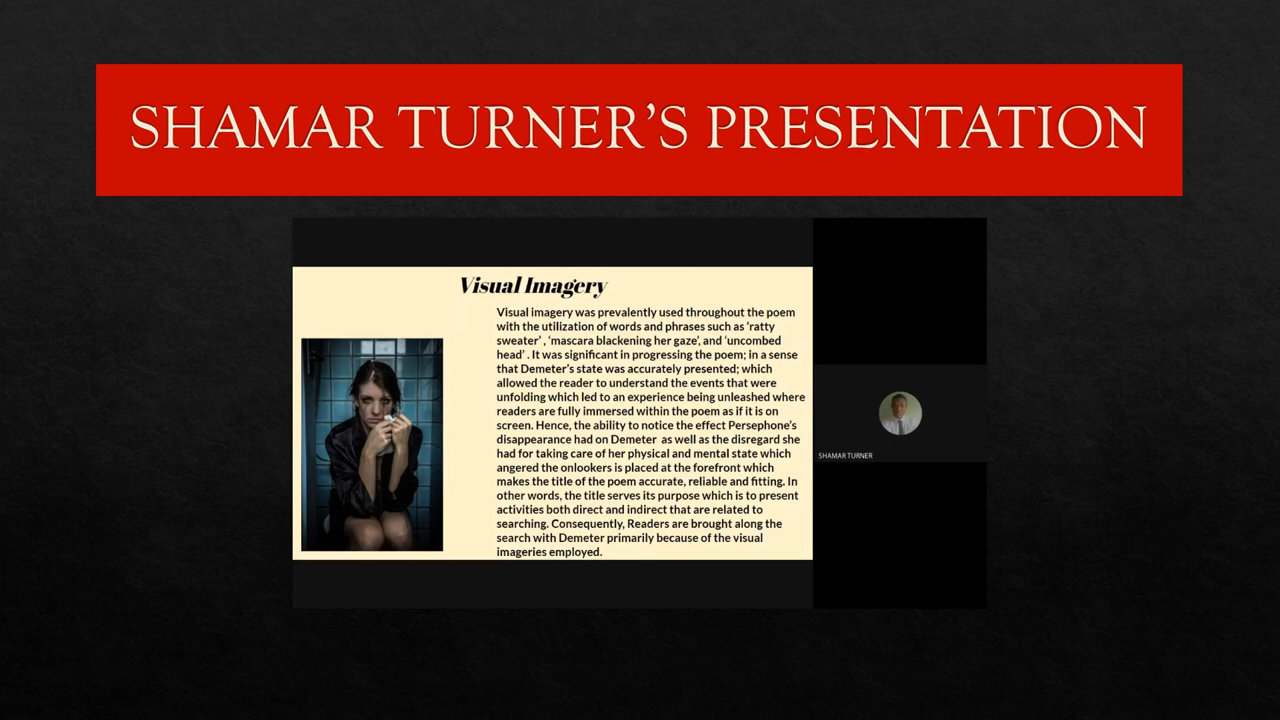 SHAMAR TURNER’S PRESENTATION
Visual Imagery
Visual imagery was prevalently used throughout the poem
with the utilization of words and phrases such as ‘ratty
sweater’ , ‘mascara blackening her gaze’, and ‘uncombed
head’ . It was significant in progressing the poem; in a sense
that Demeter’s state was accurately presented; which
allowed the reader to understand the events that were
unfolding which led to an experience being unleashed where
readers are fully immersed within the poem as if it is on
screen. Hence, the ability to notice the effect Persephone’s
disappearance had on Demeter as well as the disregard she
had for taking care of her physical and mental state which
angered the onlookers is placed at the forefront which
makes the title of the poem accurate, reliable and fitting. In
other words, the title serves its purpose which is to present
activities both direct and indirect that are related to
searching. Consequently, Readers are brought along the
search with Demeter primarily because of the visual
imageries employed.
SHAMAR TURNER